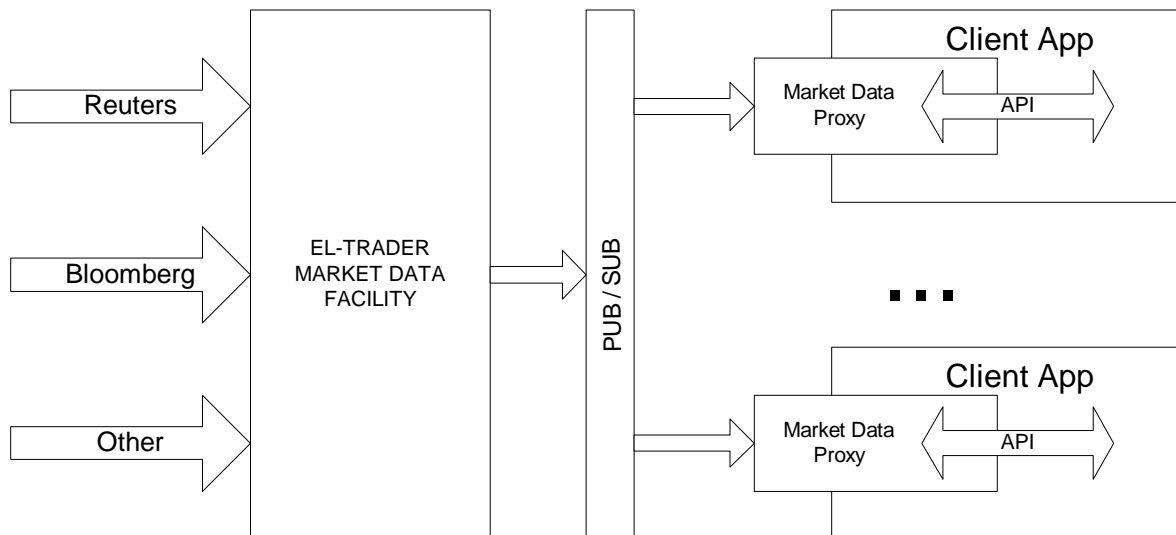 Reuters
Bloomberg
Other
EL-TRADER
MARKET DATA
FACILITY
PUB / SUB
Client App
Market Data
Proxy
API
Client App
Market Data
Proxy
API